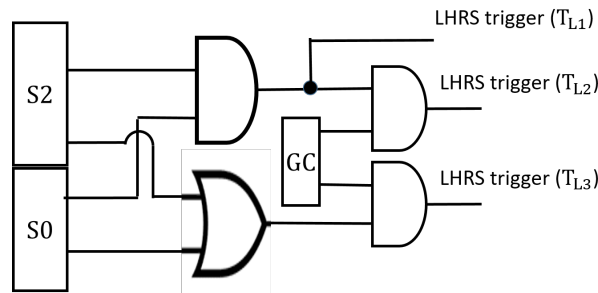 LHRS trigger (T_L1)
S2
LHRS trigger (T_L2)
GC
LHRS trigger (T_L3)
S0